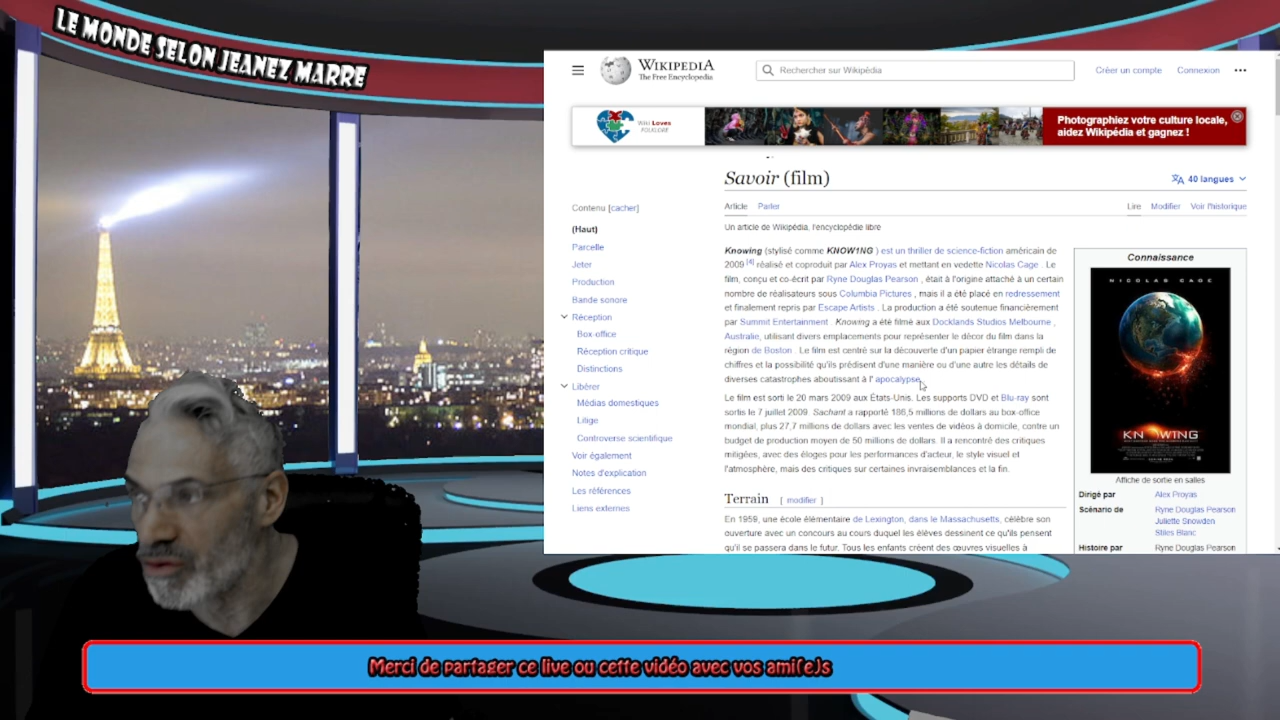 LE MONDE SELON JEANEZ MARRE
WIKIPEDIA
The Free Encyclopedia
Rechercher sur Wikipédia
Créer un compte
Connexion
Wiki Loves
FOLKLORE
Photographiez votre culture locale,
aidez Wikipédia et gagnez !
Savoir (film)
40 langues
Contenu [cacher]
(Haut)
Parcelle
Jeter
Production
Bande sonore
Réception
Box-office
Réception critique
Distinctions
Libérer
Médias domestiques
Litige
Controverse scientifique
Voir également
Notes d'explication
Les références
Liens externes
Article Parler
Lire Modifier Voir l'historique
Un article de Wikipédia, l'encyclopédie libre
Knowing (stylisé comme KNOW1NG ) est un thriller de science-fiction américain de
2009 [4] réalisé et coproduit par Alex Proyas et mettant en vedette Nicolas Cage . Le
film, conçu et co-écrit par Ryne Douglas Pearson , était à l'origine attaché à un certain
nombre de réalisateurs sous Columbia Pictures , mais il a été placé en redressement
et finalement repris par Escape Artists . La production a été soutenue financièrement
par Summit Entertainment . Knowing a été filmé aux Docklands Studios Melbourne ,
Australie, utilisant divers emplacements pour représenter le décor du film dans la
région de Boston . Le film est centré sur la découverte d'un papier étrange rempli de
chiffres et la possibilité qu'ils prédisent d'une manière ou d'une autre les détails de
diverses catastrophes aboutissant à l' apocalypse
Le film est sorti le 20 mars 2009 aux États-Unis. Les supports DVD et Blu-ray sont
sortis le 7 juillet 2009. Sachant a rapporté 186,5 millions de dollars au box-office
mondial, plus 27,7 millions de dollars avec les ventes de vidéos à domicile, contre un
budget de production moyen de 50 millions de dollars. Il a rencontré des critiques
mitigées, avec des éloges pour les performances d'acteur, le style visuel et
l'atmosphère, mais des critiques sur certaines invraisemblances et la fin.
Terrain [ modifier ]
En 1959, une école élémentaire de Lexington, dans le Massachusetts, célèbre son
ouverture avec un concours au cours duquel les élèves dessinent ce qu'ils pensent
qu'il se passera dans le futur. Tous les enfants créent des œuvres visuelles à
Connaissance
NICOLAS CAGE
KNOWING
Affiche de sortie en salles
Dirigé par Alex Proyas
Scénario de Ryne Douglas Pearson
Juliette Snowden
Stiles Blanc
Histoire par Ryne Douglas Pearson
Merci de partager ce live ou cette vidéo avec vos ami(e)s